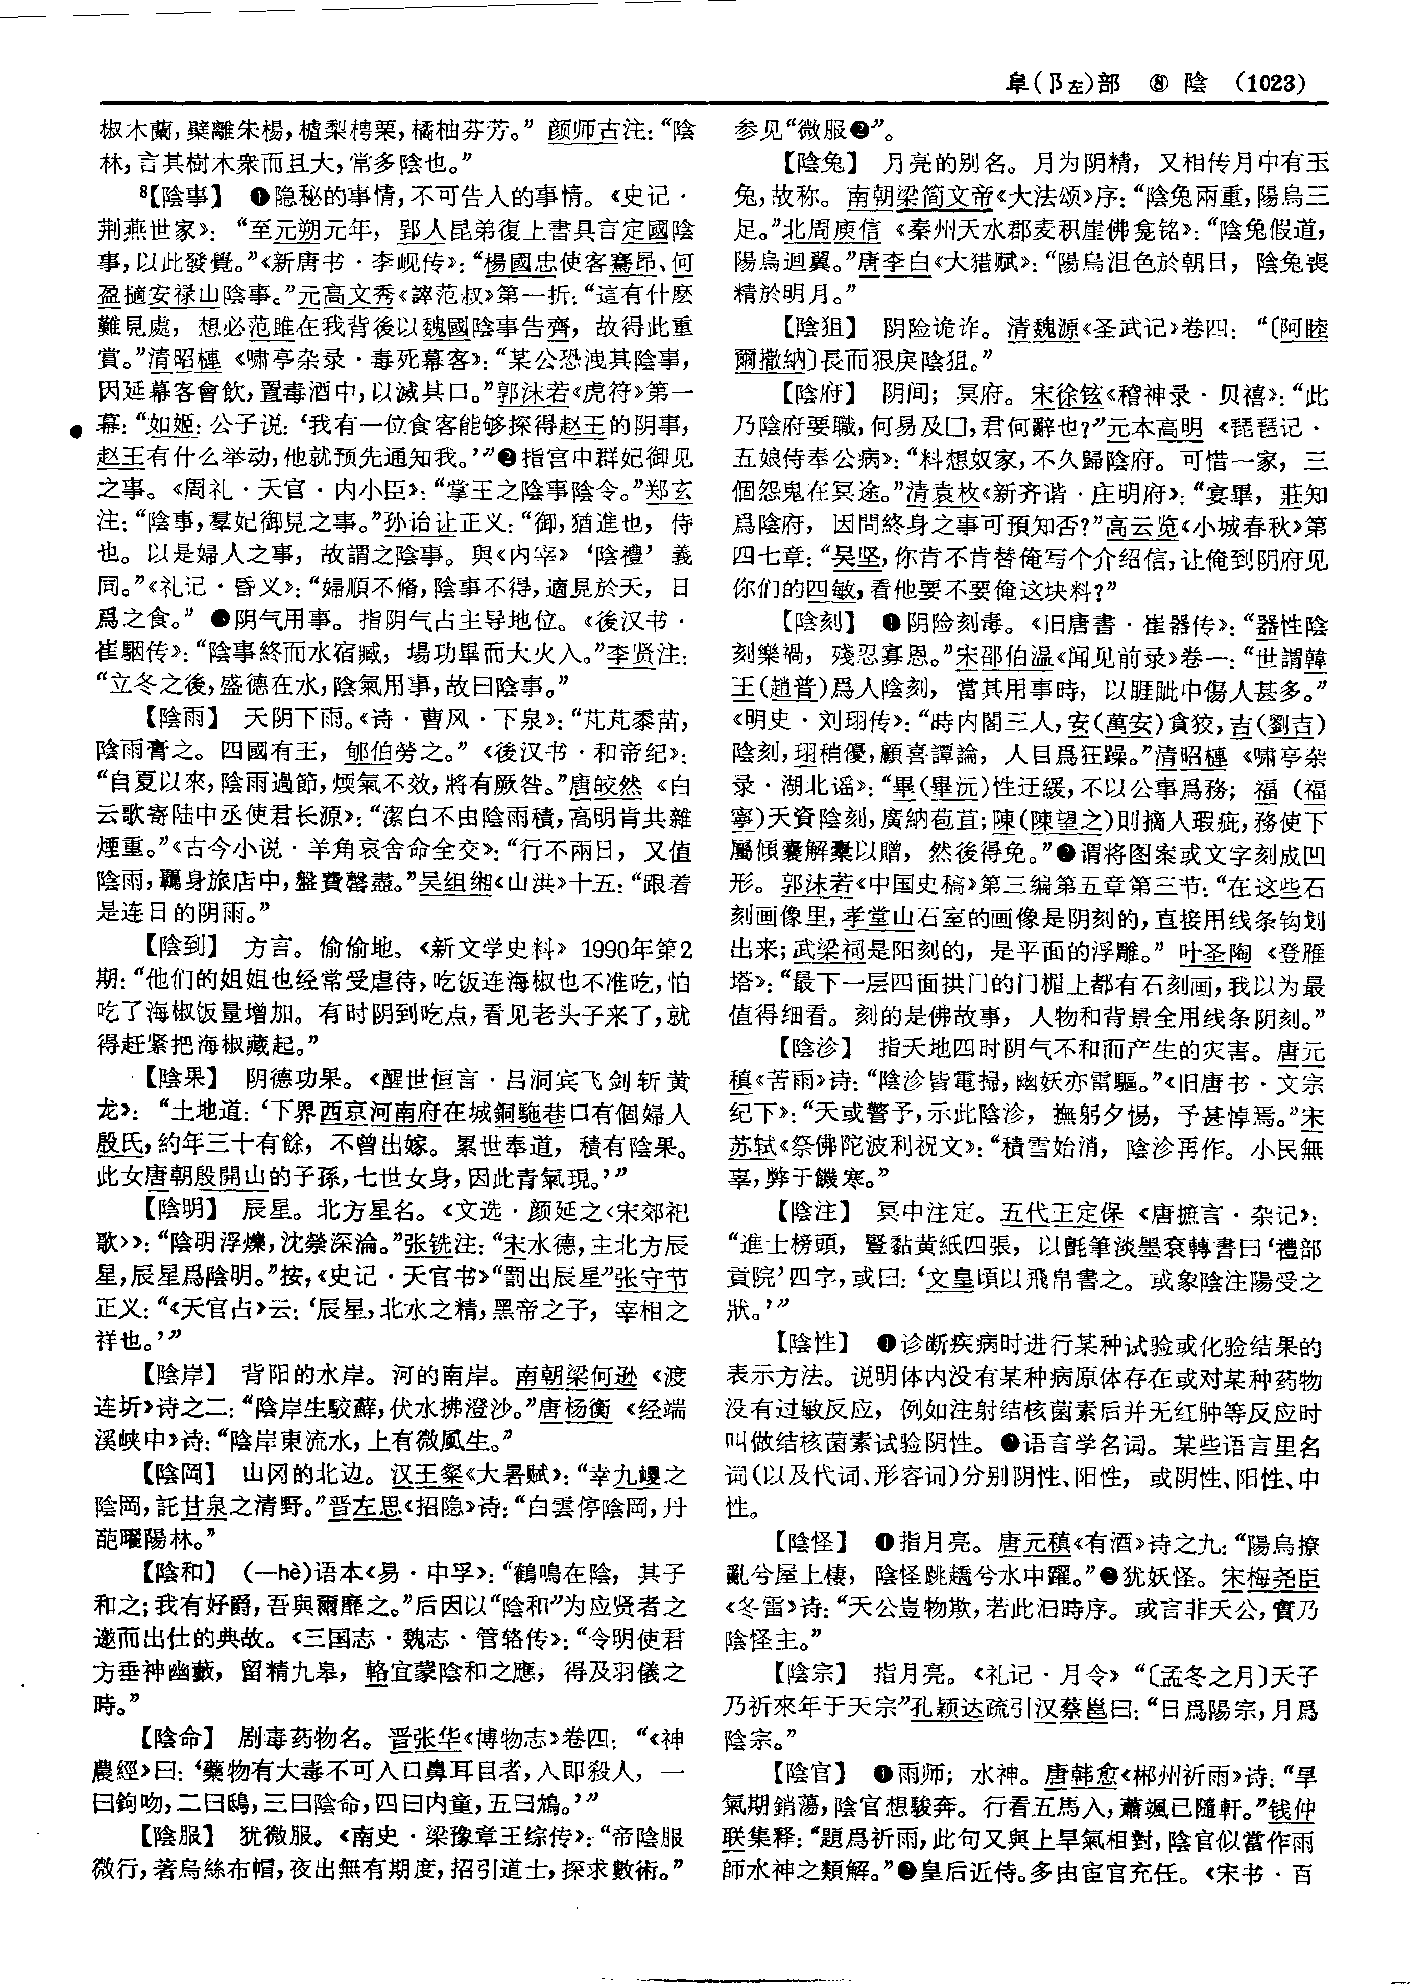 阜(阝左)部 ⑧ 陰 (1023)
椒木蘭，檗離朱楊，樝梨梬栗，橘柚芬芳。”颜师古注：“陰
林，言其樹木衆而且大，常多陰也。”
8【陰事】 ❶隐秘的事情，不可告人的事情。《史记·
荆燕世家》：“至元朔元年，郢人昆弟復上書具言定國陰
事，以此發覺。”《新唐书·李岘传》：“楊國忠使客蹇昂、何
盈擿安禄山陰事。”元高文秀《誶范叔》第一折：“這有什麽
難見處，想必范雎在我背後以魏國陰事告齊，故得此重
賞。”清昭槤《啸亭杂录·毒死幕客》：“某公恐洩其陰事，
因延幕客會飲，置毒酒中，以滅其口。”郭沫若《虎符》第一
幕：“如姬：公子说：‘我有一位食客能够探得赵王的阴事，
赵王有什么举动，他就预先通知我。’”❷指宫中群妃御见
之事。《周礼·天官·内小臣》：“掌王之陰事陰令。”郑玄
注：“陰事，羣妃御見之事。”孙诒让正义：“御，猶進也，侍
也。以是婦人之事，故謂之陰事。與《内宰》‘陰禮’義
同。”《礼记·昏义》：“婦順不脩，陰事不得，適見於天，日
爲之食。”●阴气用事。指阴气占主导地位。《後汉书·
崔駰传》：“陰事終而水宿臧，場功畢而大火入。”李贤注：
“立冬之後，盛德在水，陰氣用事，故曰陰事。”
【陰雨】 天阴下雨。《诗·曹风·下泉》：“芃芃黍苗，
陰雨膏之。四國有王，郇伯勞之。”《後汉书·和帝纪》：
“自夏以來，陰雨過節，煗氣不效，將有厥咎。”唐皎然《白
云歌寄陆中丞使君长源》：“潔白不由陰雨積，高明肯共雜
煙重。”《古今小说·羊角哀舍命全交》：“行不兩日，又值
陰雨，羈身旅店中，盤費罄盡。”吴组缃《山洪》十五：“跟着
是连日的阴雨。”
【陰到】 方言。偷偷地。《新文学史料》1990年第2
期：“他们的姐姐也经常受虐待，吃饭连海椒也不准吃，怕
吃了海椒饭量增加。有时阴到吃点，看见老头子来了，就
得赶紧把海椒藏起。”
【陰果】 阴德功果。《醒世恒言·吕洞宾飞剑斩黄
龙》：“土地道：‘下界西京河南府在城銅駞巷口有個婦人
殷氏，約年三十有餘，不曾出嫁。累世奉道，積有陰果。
此女唐朝殷開山的子孫，七世女身，因此青氣現。’”
【陰明】 辰星。北方星名。《文选·颜延之〈宋郊祀
歌〉》：“陰明浮爍，沈禜深淪。”张铣注：“宋水德，主北方辰
星，辰星爲陰明。”按，《史记·天官书》“罰出辰星”张守节
正义：“《天官占》云：‘辰星，北水之精，黑帝之子，宰相之
祥也。’”
【陰岸】 背阳的水岸。河的南岸。南朝梁何逊《渡
连圻》诗之二：“陰岸生駮蘚，伏水拂澄沙。”唐杨衡《经端
溪峡中》诗：“陰岸東流水，上有微風生。”
【陰岡】 山冈的北边。汉王粲《大暑赋》：“幸九畷之
陰岡，託甘泉之清野。”晋左思《招隐》诗：“白雲停陰岡，丹
葩曜陽林。”
【陰和】 (—hè)语本《易·中孚》：“鶴鳴在陰，其子
和之；我有好爵，吾與爾靡之。”后因以“陰和”为应贤者之
邀而出仕的典故。《三国志·魏志·管辂传》：“令明使君
方垂神幽藪，留精九皋，輅宜蒙陰和之應，得及羽儀之
時。”
【陰命】 剧毒药物名。晋张华《博物志》卷四：“《神
農經》曰：‘藥物有大毒不可入口鼻耳目者，入即殺人，一
曰鉤吻，二曰鴟，三曰陰命，四曰内童，五曰鴆。’”
【陰服】 犹微服。《南史·梁豫章王综传》：“帝陰服
微行，著烏絲布帽，夜出無有期度，招引道士，探求數術。”
参见“微服❷”。
【陰兔】 月亮的别名。月为阴精，又相传月中有玉
兔，故称。南朝梁简文帝《大法颂》序：“陰兔兩重，陽烏三
足。”北周庾信《秦州天水郡麦积崖佛龛铭》：“陰兔假道，
陽烏迴翼。”唐李白《大猎赋》：“陽烏沮色於朝日，陰兔喪
精於明月。”
【陰狙】 阴险诡诈。清魏源《圣武记》卷四：“〔阿睦
爾撒納〕長而狠戾陰狙。”
【陰府】 阴间；冥府。宋徐铉《稽神录·贝禧》：“此
乃陰府要職，何易及囗，君何辭也？”元本高明《琵琶记·
五娘侍奉公病》：“料想奴家，不久歸陰府。可惜一家，三
個怨鬼在冥途。”清袁枚《新齐谐·庄明府》：“宴畢，莊知
爲陰府，因問終身之事可預知否？”高云览《小城春秋》第
四七章：“吴坚，你肯不肯替俺写个介绍信，让俺到阴府见
你们的四敏，看他要不要俺这块料？”
【陰刻】 ❶阴险刻毒。《旧唐書·崔器传》：“器性陰
刻樂禍，殘忍寡恩。”宋邵伯温《闻见前录》卷一：“世謂韓
王(趙普)爲人陰刻，當其用事時，以睚眦中傷人甚多。”
《明史·刘珝传》：“時内閣三人，安(萬安)貪狡，吉(劉吉)
陰刻，珝稍優，顧喜譚論，人目爲狂躁。”清昭槤《啸亭杂
录·湖北谣》：“畢(畢沅)性迂緩，不以公事爲務；福(福
寧)天資陰刻，廣納苞苴；陳(陳望之)則摘人瑕疵，務使下
屬傾囊解橐以贈，然後得免。”❷谓将图案或文字刻成凹
形。郭沫若《中国史稿》第三编第五章第三节：“在这些石
刻画像里，孝堂山石室的画像是阴刻的，直接用线条钩划
出来；武梁祠是阳刻的，是平面的浮雕。”叶圣陶《登雁
塔》：“最下一层四面拱门的门楣上都有石刻画，我以为最
值得细看。刻的是佛故事，人物和背景全用线条阴刻。”
【陰沴】 指天地四时阴气不和而产生的灾害。唐元
稹《苦雨》诗：“陰沴皆電掃，幽妖亦雷驅。”《旧唐书·文宗
纪下》：“天或警予，示此陰沴，撫躬夕惕，予甚悼焉。”宋
苏轼《祭佛陀波利祝文》：“積雪始消，陰沴再作。小民無
辜，弊于饑寒。”
【陰注】 冥中注定。五代王定保《唐摭言·杂记》：
“進士榜頭，豎黏黄紙四張，以氈筆淡墨衮轉書曰‘禮部
貢院’四字，或曰：‘文皇頃以飛帛書之。或象陰注陽受之
狀。’”
【陰性】 ❶诊断疾病时进行某种试验或化验结果的
表示方法。说明体内没有某种病原体存在或对某种药物
没有过敏反应，例如注射结核菌素后并无红肿等反应时
叫做结核菌素试验阴性。❷语言学名词。某些语言里名
词(以及代词、形容词)分别阴性、阳性，或阴性、阳性、中
性。
【陰怪】 ❶指月亮。唐元稹《有酒》诗之九：“陽烏撩
亂兮屋上棲，陰怪跳趫兮水中躍。”❷犹妖怪。宋梅尧臣
《冬雷》诗：“天公豈物欺，若此汩時序。或言非天公，實乃
陰怪主。”
【陰宗】 指月亮。《礼记·月令》“〔孟冬之月〕天子
乃祈來年于天宗”孔颖达疏引汉蔡邕曰：“日爲陽宗，月爲
陰宗。”
【陰官】 ❶雨师；水神。唐韩愈《郴州祈雨》诗：“旱
氣期銷蕩，陰官想駿奔。行看五馬入，蕭颯已隨軒。”钱仲
联集释：“題爲祈雨，此句又與上旱氣相對，陰官似當作雨
師水神之類解。”❷皇后近侍。多由宦官充任。《宋书·百